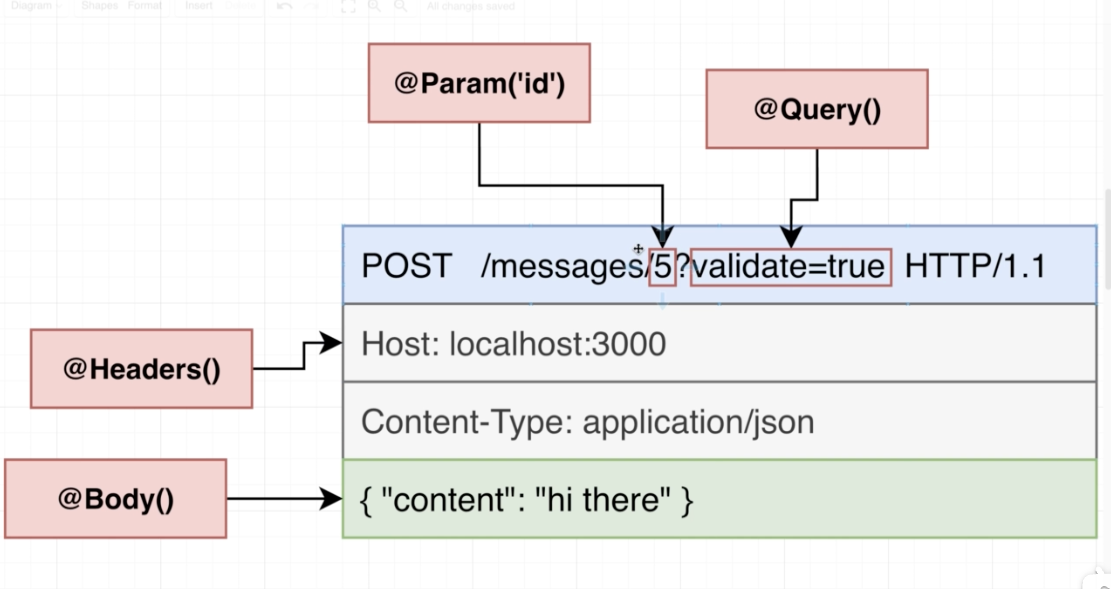 Diagram Shapes Format Insert All changes saved
@Param('id')
@Query()
POST /messages/5?validate=true HTTP/1.1
@Headers()
Host: localhost:3000
Content-Type: application/json
@Body()
{ "content": "hi there" }